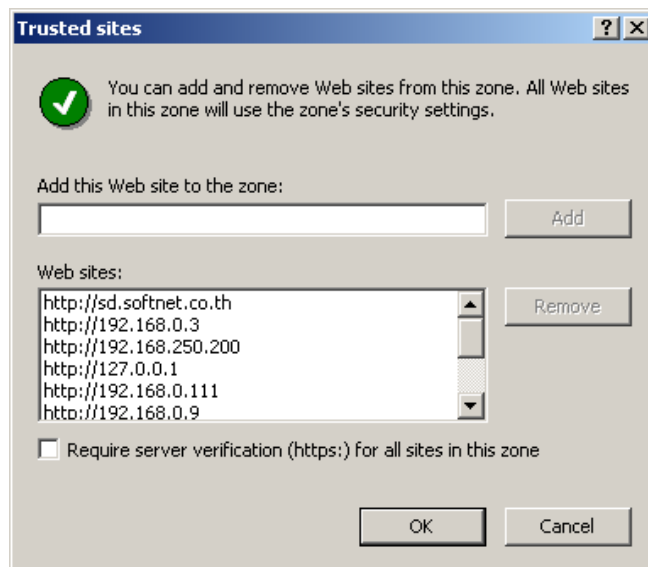 Trusted sites
You can add and remove Web sites from this zone. All Web sites
in this zone will use the zone's security settings.
Add this Web site to the zone:
Add
Web sites:
http://sd.softnet.co.th
http://192.168.0.3
http://192.168.250.200
http://127.0.0.1
http://192.168.0.111
http://192.168.0.9
Remove
Require server verification (https:) for all sites in this zone
OK
Cancel